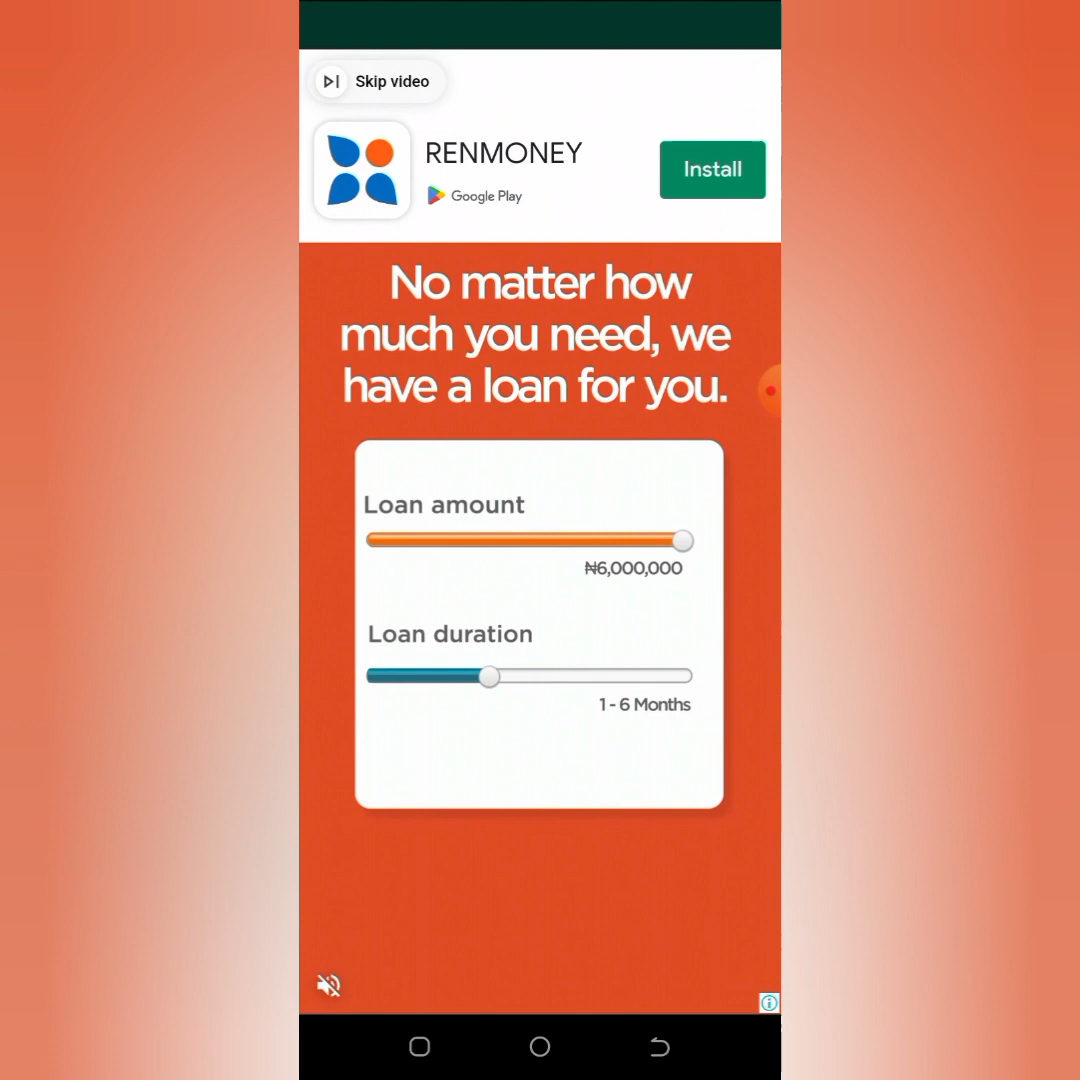 Skip video
RENMONEY
Google Play
Install
No matter how
much you need, we
have a loan for you.
Loan amount
₦6,000,000
Loan duration
1 - 6 Months